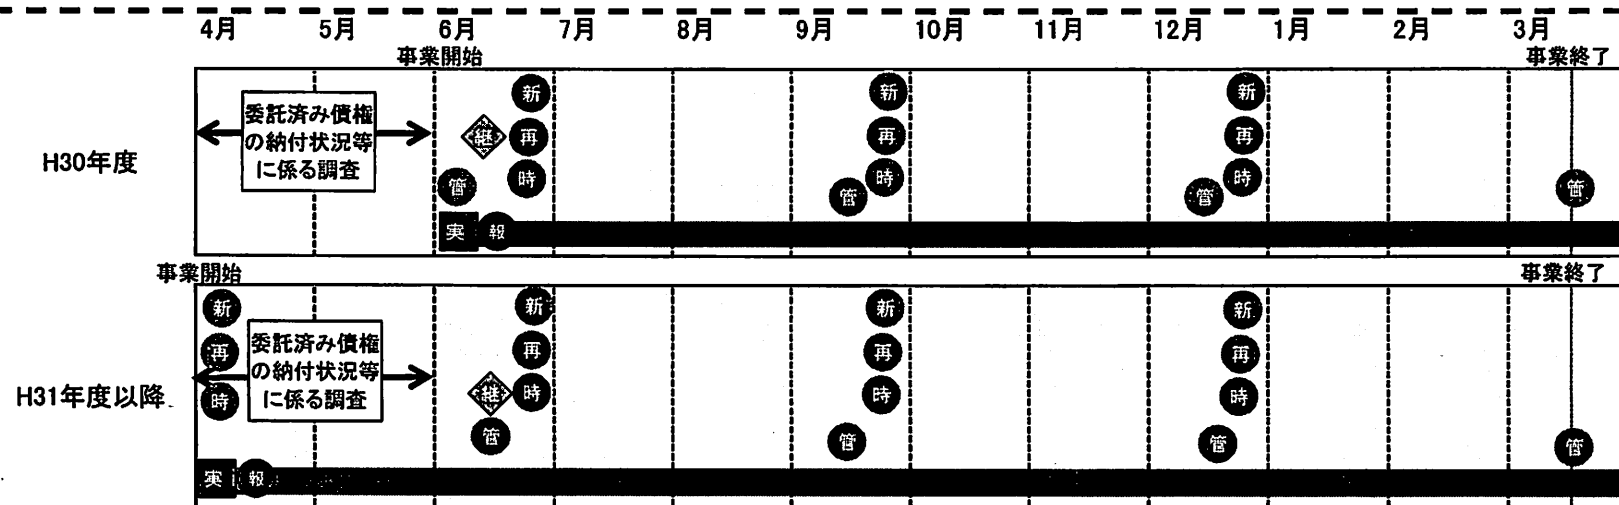 4月 5月 6月 7月 8月 9月 10月 11月 12月 1月 2月 3月
事業開始 事業終了
H30年度
委託済み債権
の納付状況等
に係る調査
新 新 新
継 再 再 再
時 時 時
管 管 管 管
実 報
事業開始 事業終了
H31年度以降
新 新 新 新
委託済み債権
の納付状況等
に係る調査
再 再 再 再
時 継 時 時 時
管 管 管 管
実 報